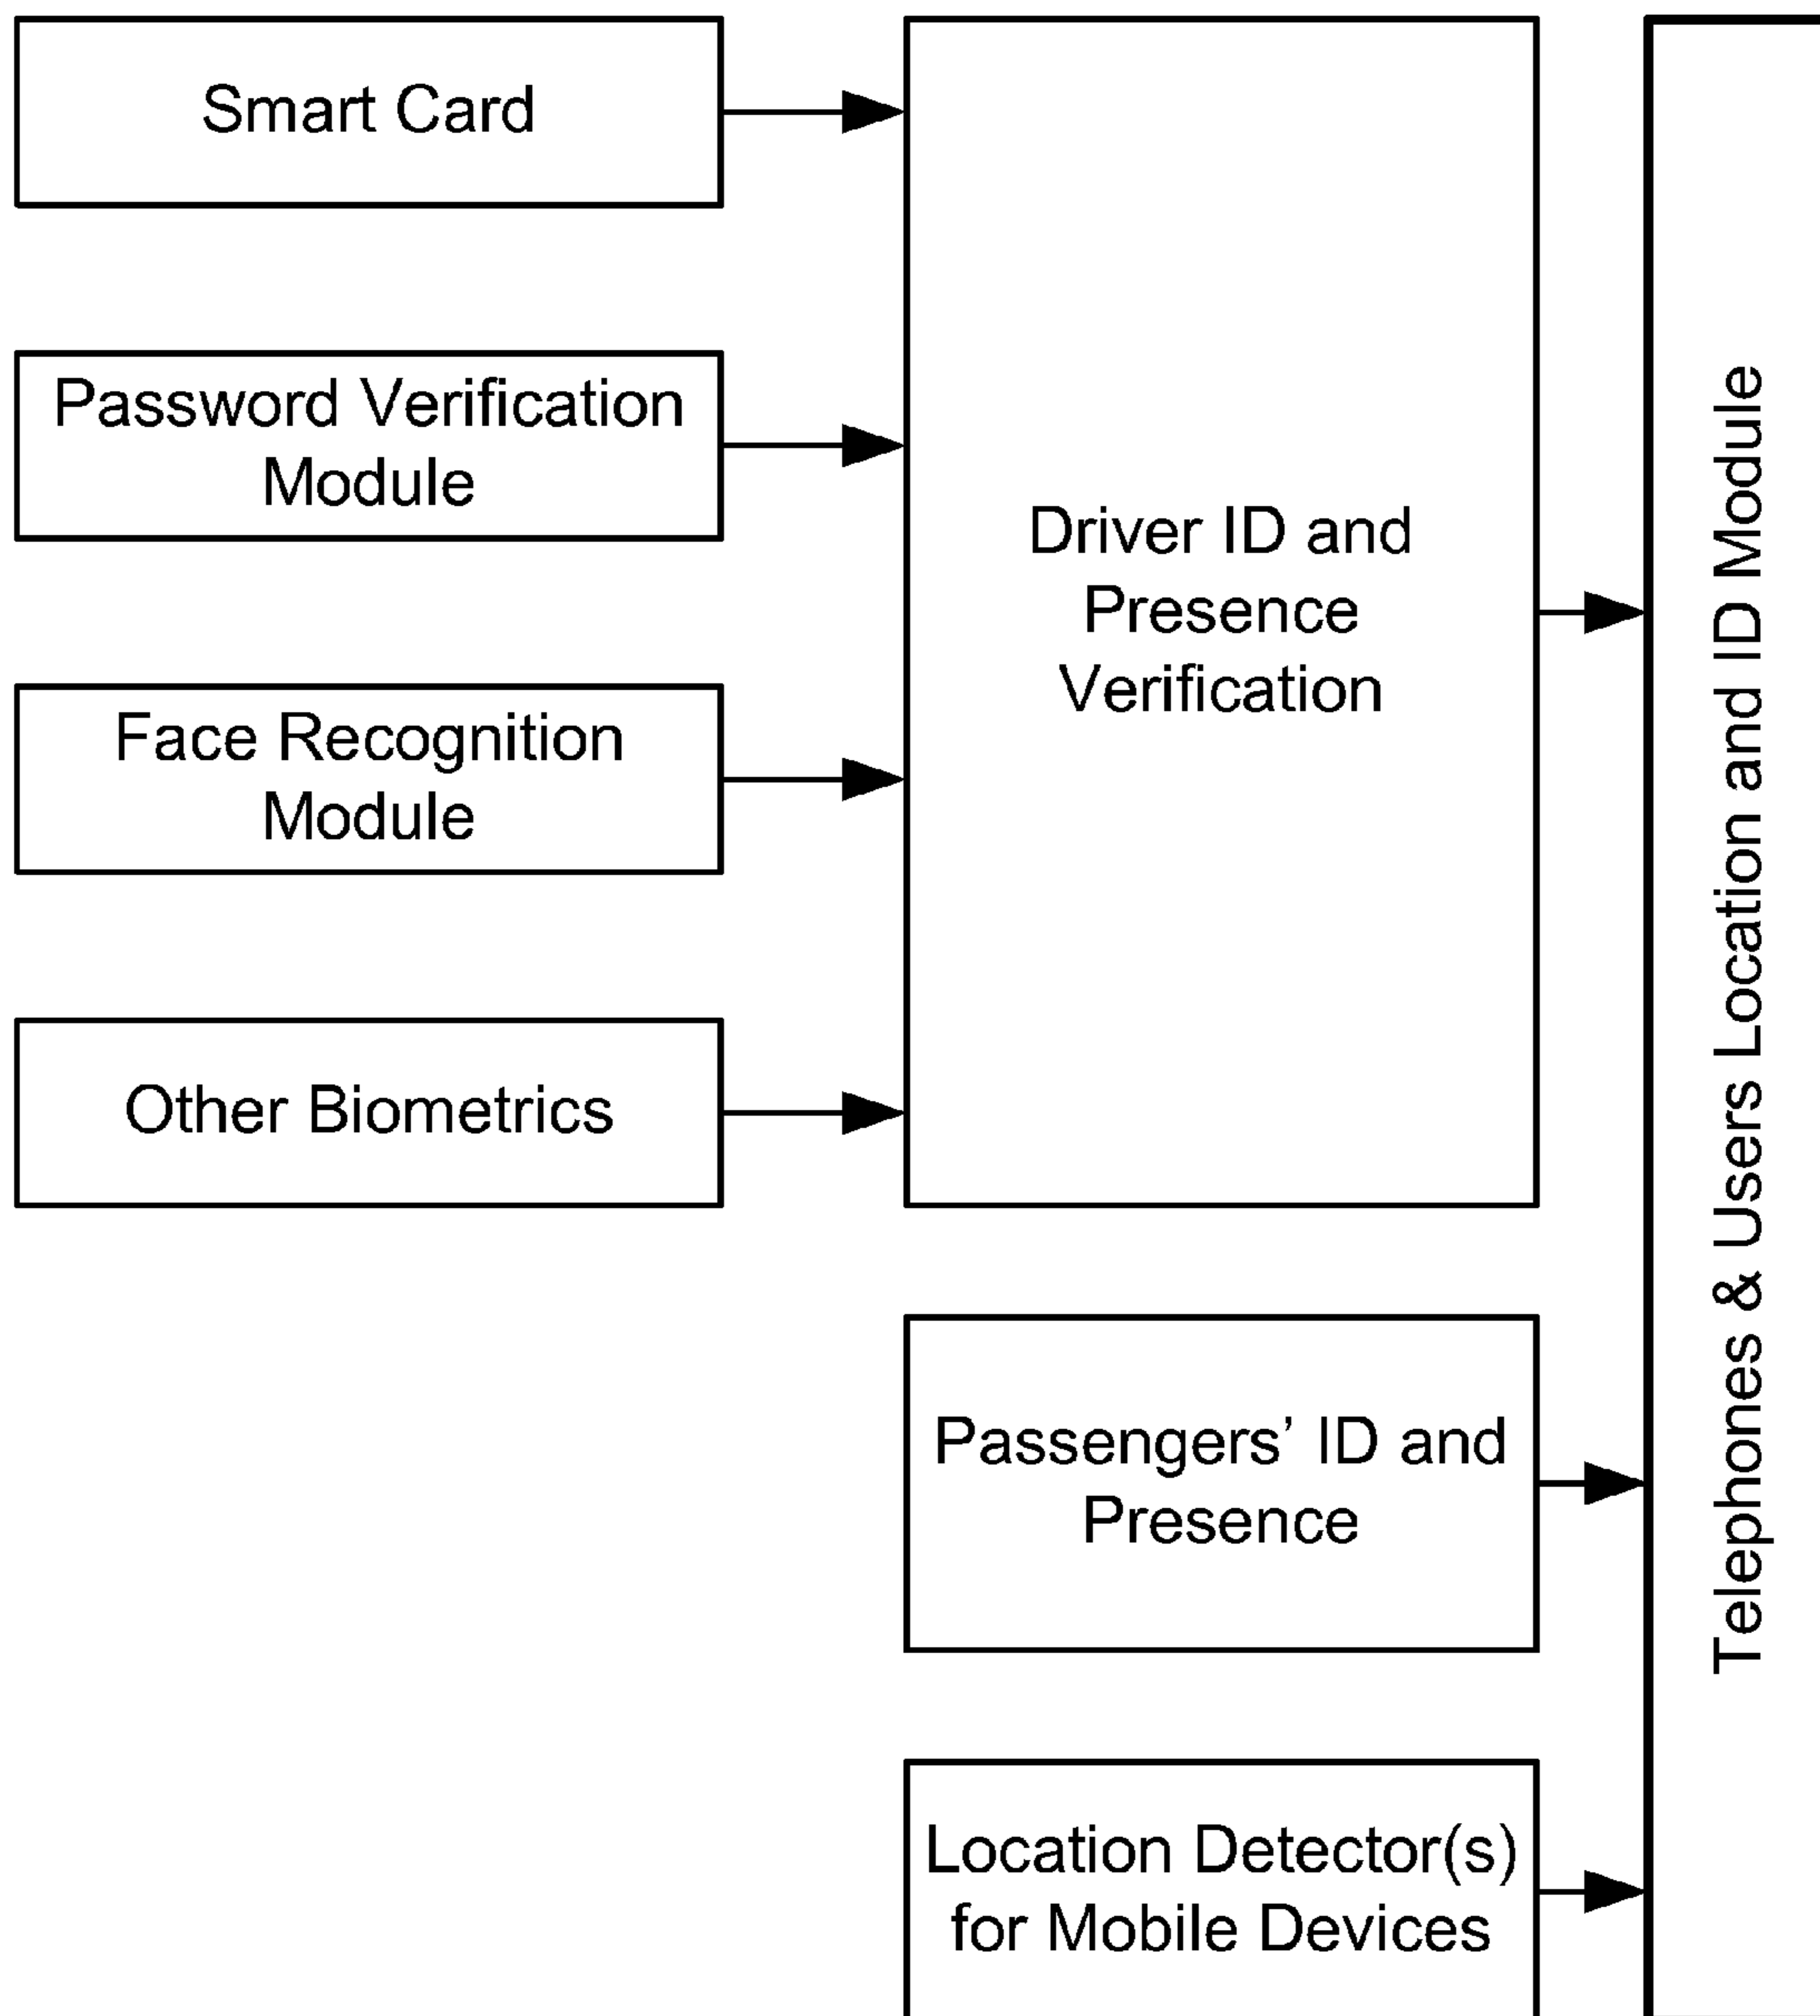 Smart Card
Password Verification
Module
Face Recognition
Module
Other Biometrics
Driver ID and
Presence
Verification
Passengers’ ID and
Presence
Location Detector(s)
for Mobile Devices
Telephones & Users Location and ID Module